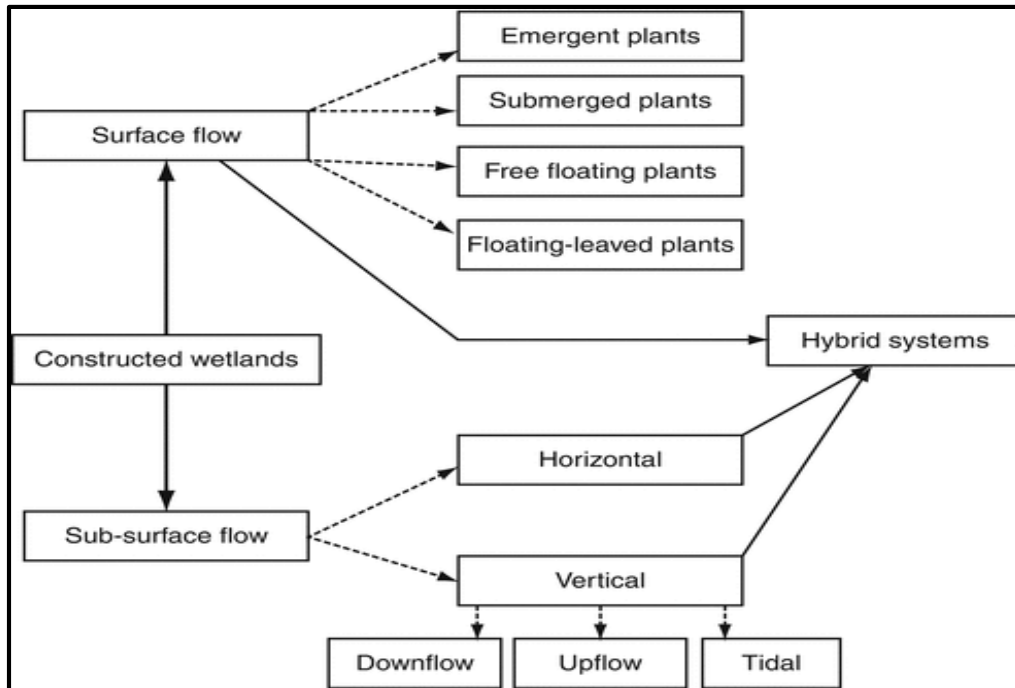 Emergent plants
Submerged plants
Surface flow
Free floating plants
Floating-leaved plants
Hybrid systems
Constructed wetlands
Horizontal
Sub-surface flow
Vertical
Downflow
Upflow
Tidal